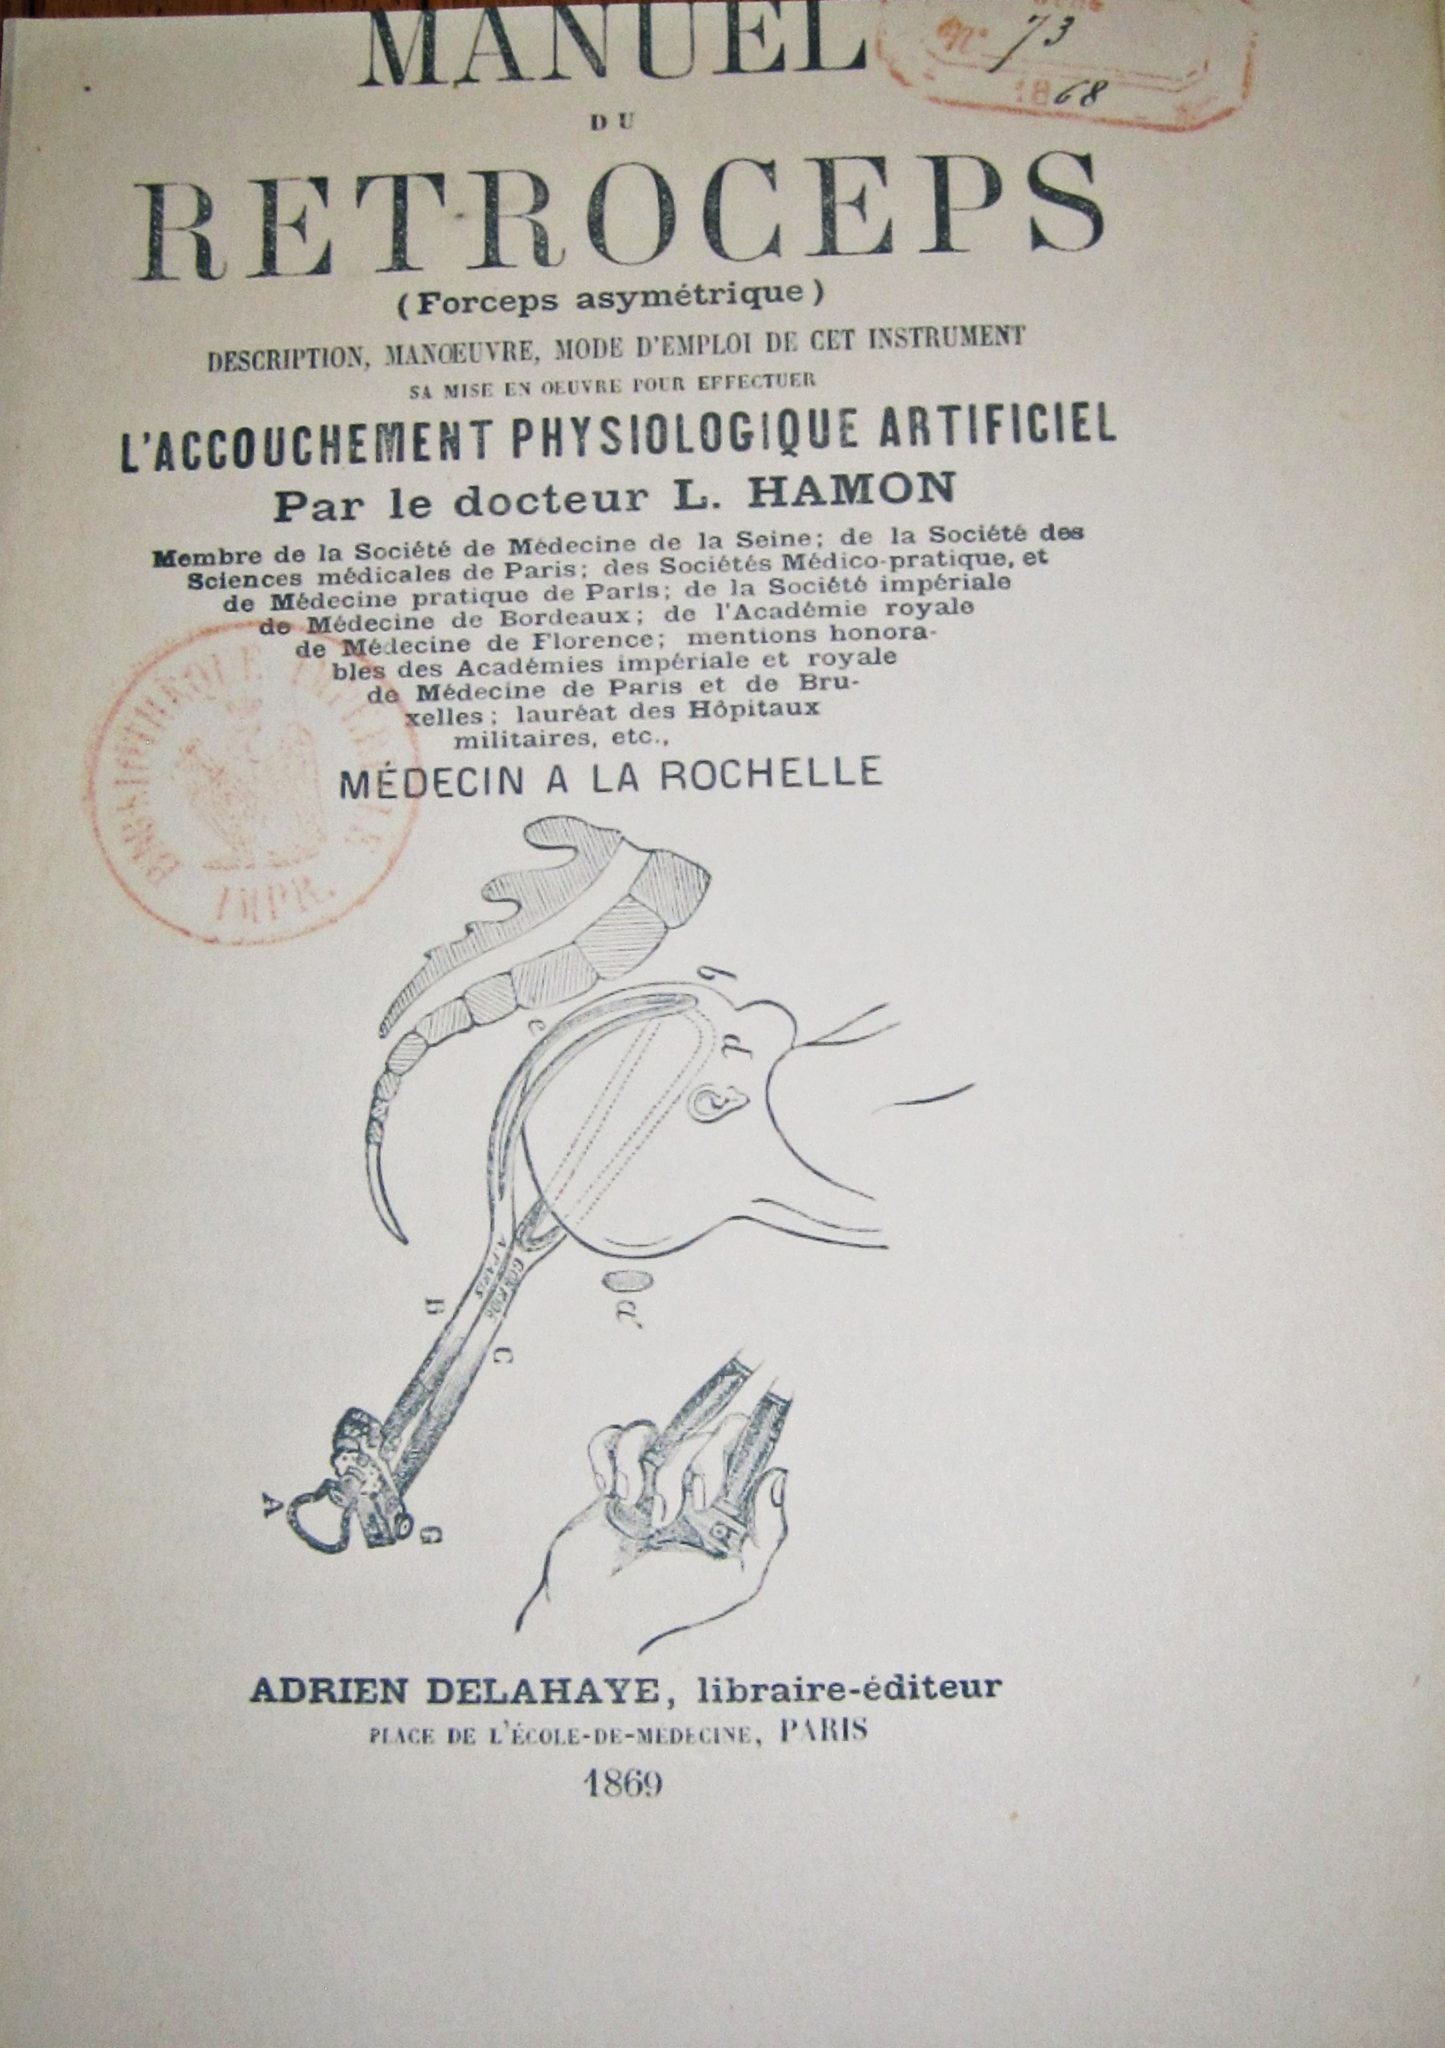 MANUEL
No 73
1868
DU
RETROCEPS
(Forceps asymétrique)
DESCRIPTION, MANŒUVRE, MODE D'EMPLOI DE CET INSTRUMENT
SA MISE EN OEUVRE POUR EFFECTUER
L'ACCOUCHEMENT PHYSIOLOGIQUE ARTIFICIEL
Par le docteur L. HAMON
Membre de la Société de Médecine de la Seine; de la Société des
Sciences médicales de Paris; des Sociétés Médico-pratique, et
de Médecine pratique de Paris; de la Société impériale
de Médecine de Bordeaux; de l'Académie royale
de Médecine de Florence; mentions honora-
bles des Académies impériale et royale
de Médecine de Paris et de Bru-
xelles; lauréat des Hôpitaux
militaires, etc.,
MÉDECIN A LA ROCHELLE
b
c
d
A PARIS
a'
C
A
G
ADRIEN DELAHAYE, libraire-éditeur
PLACE DE L'ÉCOLE-DE-MEDECINE, PARIS
1869